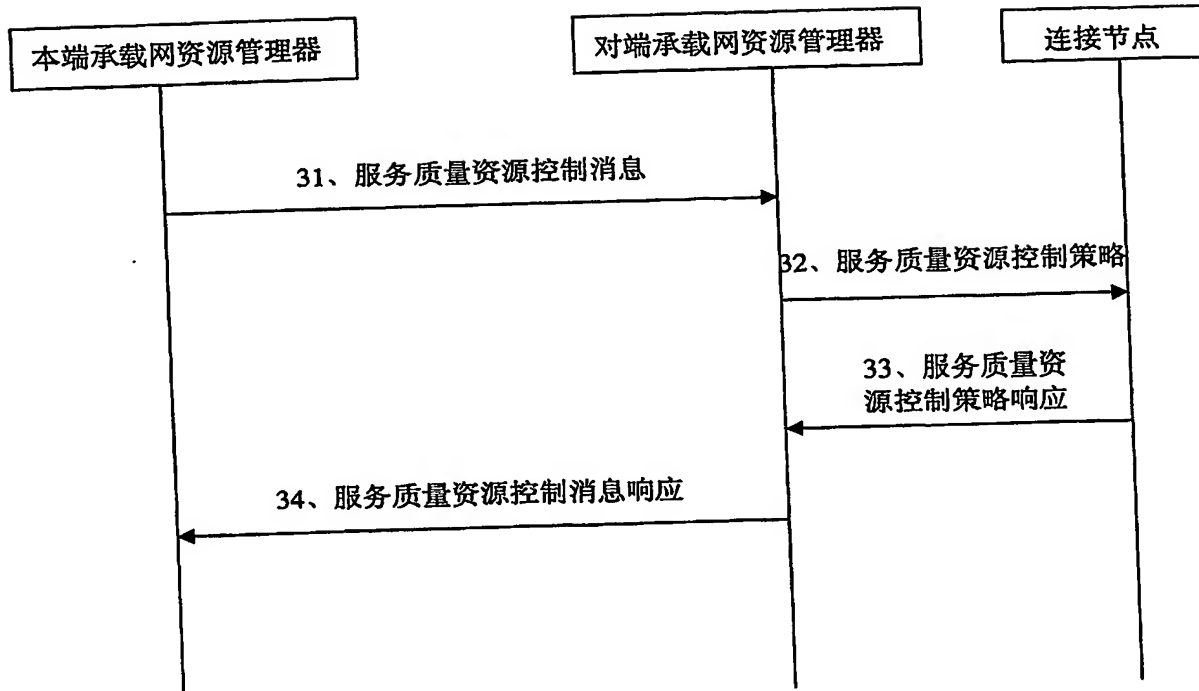 本端承载网资源管理器
对端承载网资源管理器
连接节点
31、服务质量资源控制消息
32、服务质量资源控制策略
33、服务质量资
源控制策略响应
34、服务质量资源控制消息响应